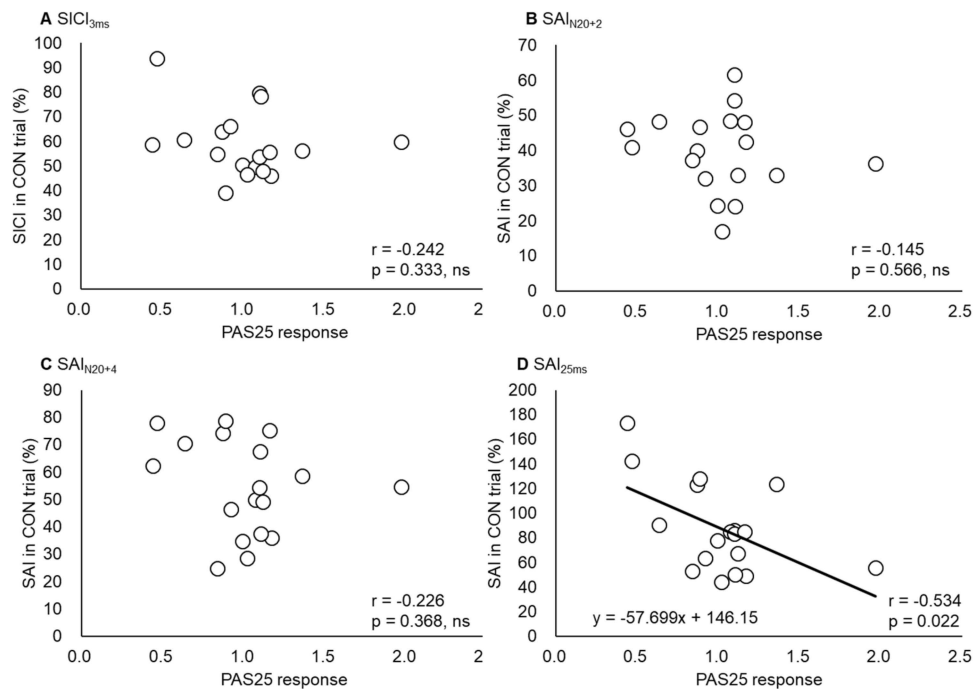 A SICI3ms
100
90
80
70
60
50
40
30
20
10
0
SICI in CON trial (%)
r = -0.242
p = 0.333, ns
0.0 0.5 1.0 1.5 2.0 2
PAS25 response
B SAIN20+2
70
60
50
40
30
20
10
0
SAI in CON trial (%)
r = -0.145
p = 0.566, ns
0.0 0.5 1.0 1.5 2.0 2.5
PAS25 response
C SAIN20+4
90
80
70
60
50
40
30
20
10
0
SAI in CON trial (%)
r = -0.226
p = 0.368, ns
0.0 0.5 1.0 1.5 2.0 2
PAS25 response
D SAI25ms
200
180
160
140
120
100
80
60
40
20
0
SAI in CON trial (%)
y = -57.699x + 146.15
r = -0.534
p = 0.022
0.0 0.5 1.0 1.5 2.0 2.5
PAS25 response